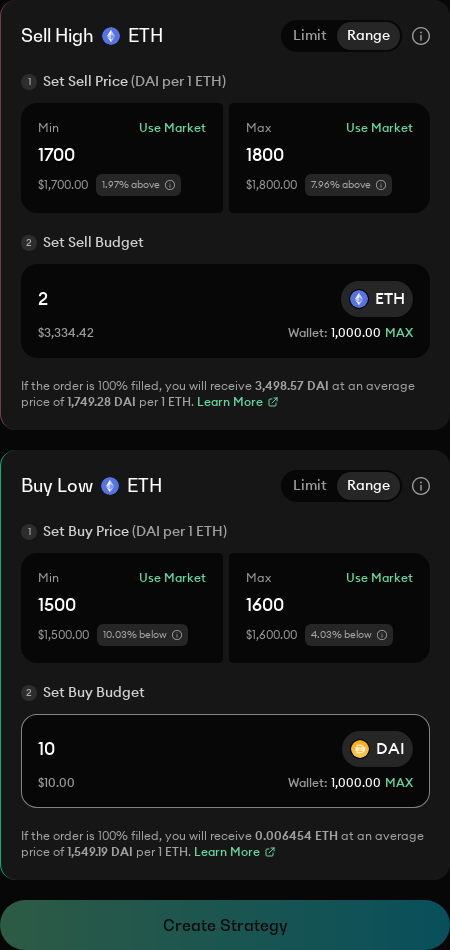 Sell High ETH Limit Range
1 Set Sell Price (DAI per 1 ETH)
Min Use Market Max Use Market
1700 1800
$1,700.00 1.97% above $1,800.00 7.96% above
2 Set Sell Budget
2 ETH
$3,334.42 Wallet: 1,000.00 MAX
If the order is 100% filled, you will receive 3,498.57 DAI at an average
price of 1,749.28 DAI per 1 ETH. Learn More
Buy Low ETH Limit Range
1 Set Buy Price (DAI per 1 ETH)
Min Use Market Max Use Market
1500 1600
$1,500.00 10.03% below $1,600.00 4.03% below
2 Set Buy Budget
10 DAI
$10.00 Wallet: 1,000.00 MAX
If the order is 100% filled, you will receive 0.006454 ETH at an average
price of 1,549.19 DAI per 1 ETH. Learn More
Create Strategy